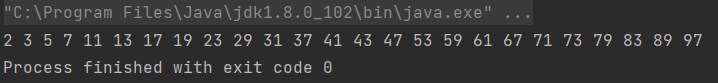 "C:\Program Files\Java\jdk1.8.0_102\bin\java.exe" ...
2 3 5 7 11 13 17 19 23 29 31 37 41 43 47 53 59 61 67 71 73 79 83 89 97
Process finished with exit code 0